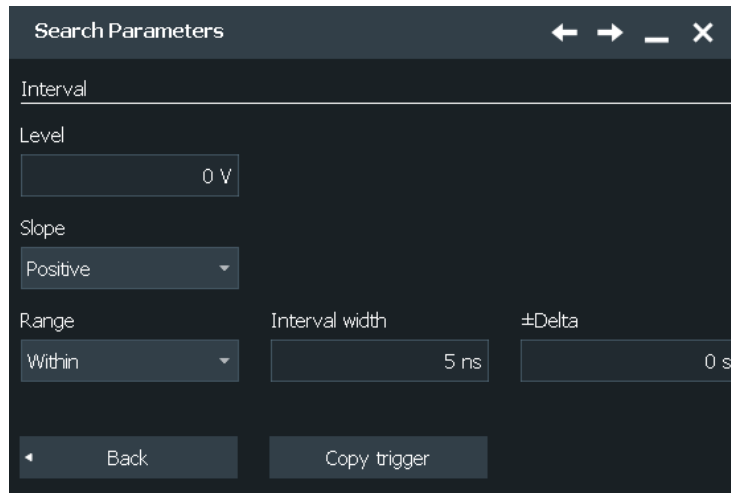 Search Parameters
Interval
Level
0 V
Slope
Positive
Range Interval width ±Delta
Within 5 ns 0 s
Back Copy trigger